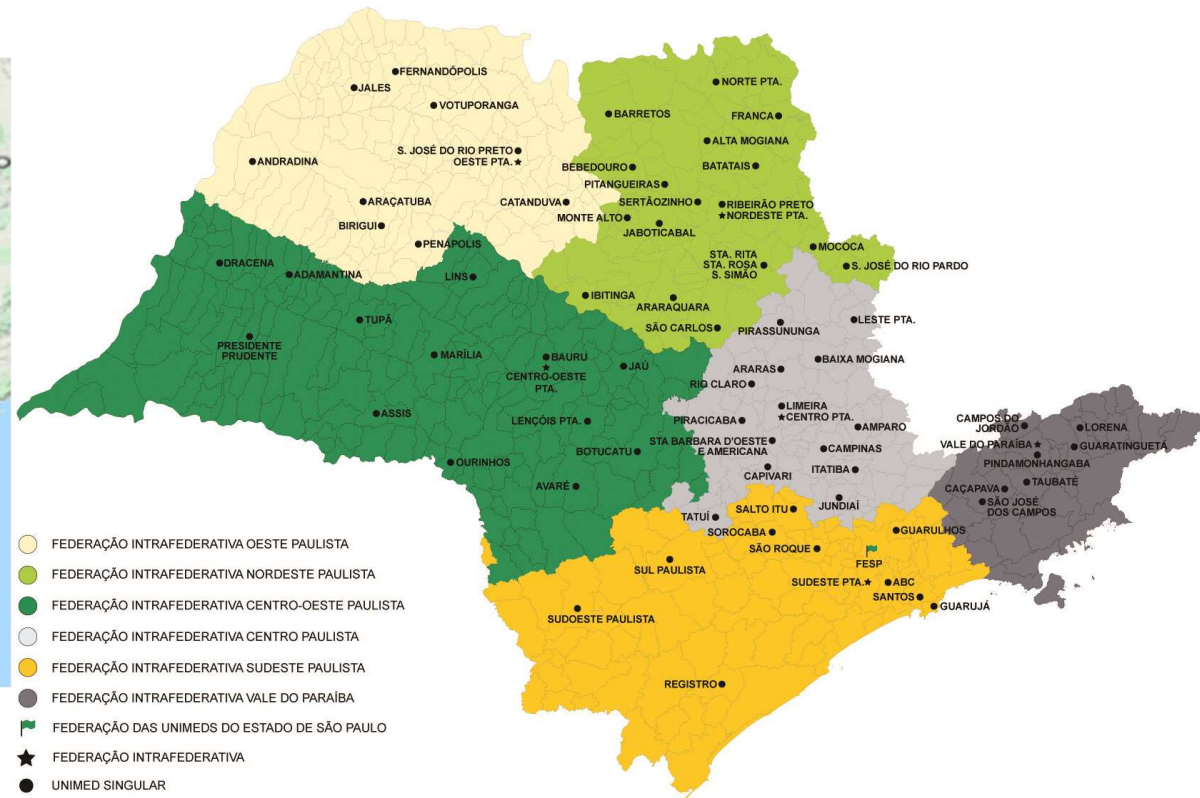 FERNANDÓPOLIS
JALES
VOTUPORANGA
S. JOSÉ DO RIO PRETO
OESTE PTA.
ANDRADINA
ARAÇATUBA
CATANDUVA
BIRIGUI
PENÁPOLIS
NORTE PTA.
BARRETOS
FRANCA
ALTA MOGIANA
BEBEDOURO
BATATAIS
PITANGUEIRAS
SERTÃOZINHO
RIBEIRÃO PRETO
NORDESTE PTA.
MONTE ALTO
JABOTICABAL
MOCOCA
STA. RITA
STA. ROSA
S. SIMÃO
S. JOSÉ DO RIO PARDO
IBITINGA
ARARAQUARA
SÃO CARLOS
DRACENA
ADAMANTINA
LINS
TUPÃ
PRESIDENTE
PRUDENTE
MARÍLIA
BAURU
CENTRO-OESTE
PTA.
JAÚ
ASSIS
LENÇÓIS PTA.
BOTUCATU
OURINHOS
AVARÉ
PIRASSUNUNGA
LESTE PTA.
BAIXA MOGIANA
ARARAS
RIO CLARO
LIMEIRA
CENTRO PTA.
PIRACICABA
AMPARO
STA BARBARA D'OESTE
E AMERICANA
CAMPINAS
CAPIVARI
ITATIBA
JUNDIAÍ
TATUÍ
CAMPOS DO
JORDÃO
LORENA
VALE DO PARAÍBA
GUARATINGUETÁ
PINDAMONHANGABA
TAUBATÉ
CAÇAPAVA
SÃO JOSÉ
DOS CAMPOS
SALTO ITU
SOROCABA
GUARULHOS
SÃO ROQUE
FESP
SUL PAULISTA
SUDESTE PTA.
ABC
SANTOS
GUARUJÁ
SUDOESTE PAULISTA
REGISTRO
FEDERAÇÃO INTRAFEDERATIVA OESTE PAULISTA
FEDERAÇÃO INTRAFEDERATIVA NORDESTE PAULISTA
FEDERAÇÃO INTRAFEDERATIVA CENTRO-OESTE PAULISTA
FEDERAÇÃO INTRAFEDERATIVA CENTRO PAULISTA
FEDERAÇÃO INTRAFEDERATIVA SUDESTE PAULISTA
FEDERAÇÃO INTRAFEDERATIVA VALE DO PARAÍBA
FEDERAÇÃO DAS UNIMEDS DO ESTADO DE SÃO PAULO
FEDERAÇÃO INTRAFEDERATIVA
UNIMED SINGULAR